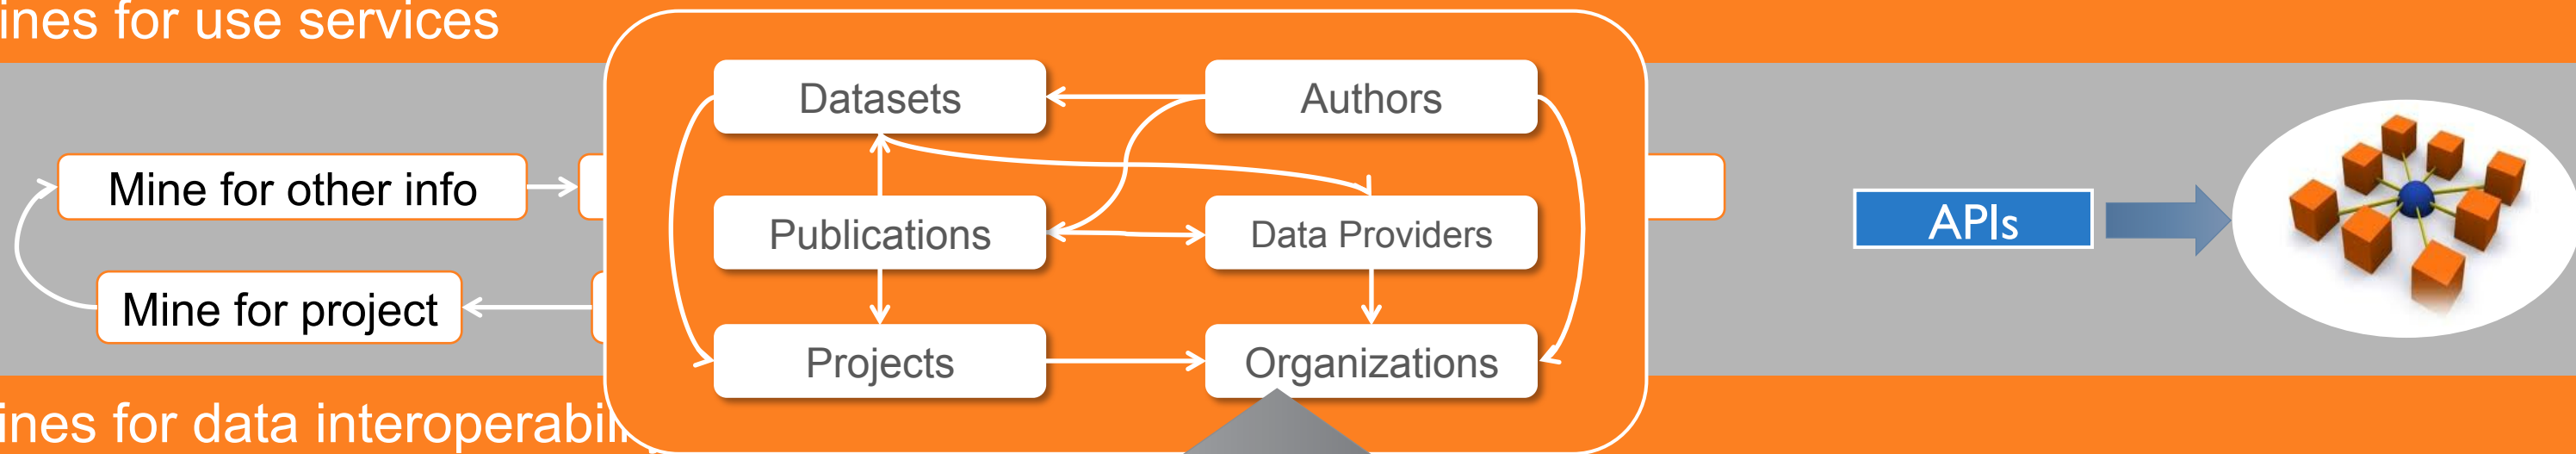 ines for use services
Datasets
Authors
Mine for other info
Publications
Data Providers
APIs
Mine for project
Projects
Organizations
ines for data interoperabil